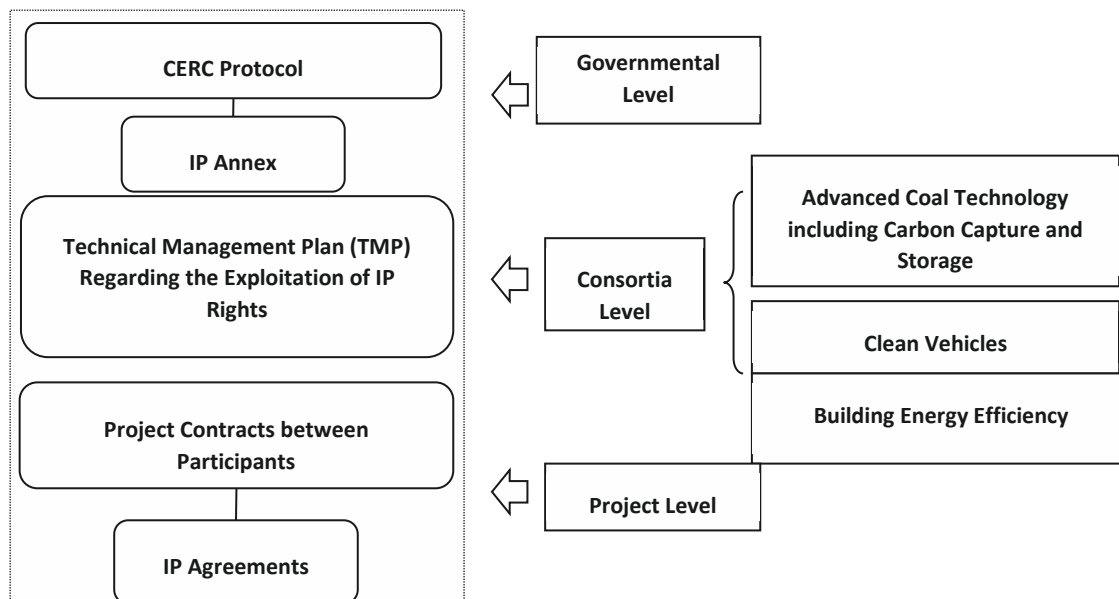 CERC Protocol
IP Annex
Technical Management Plan (TMP)
Regarding the Exploitation of IP
Rights
Project Contracts between
Participants
IP Agreements
Governmental
Level
Consortia
Level
Project Level
Advanced Coal Technology
including Carbon Capture and
Storage
Clean Vehicles
Building Energy Efficiency